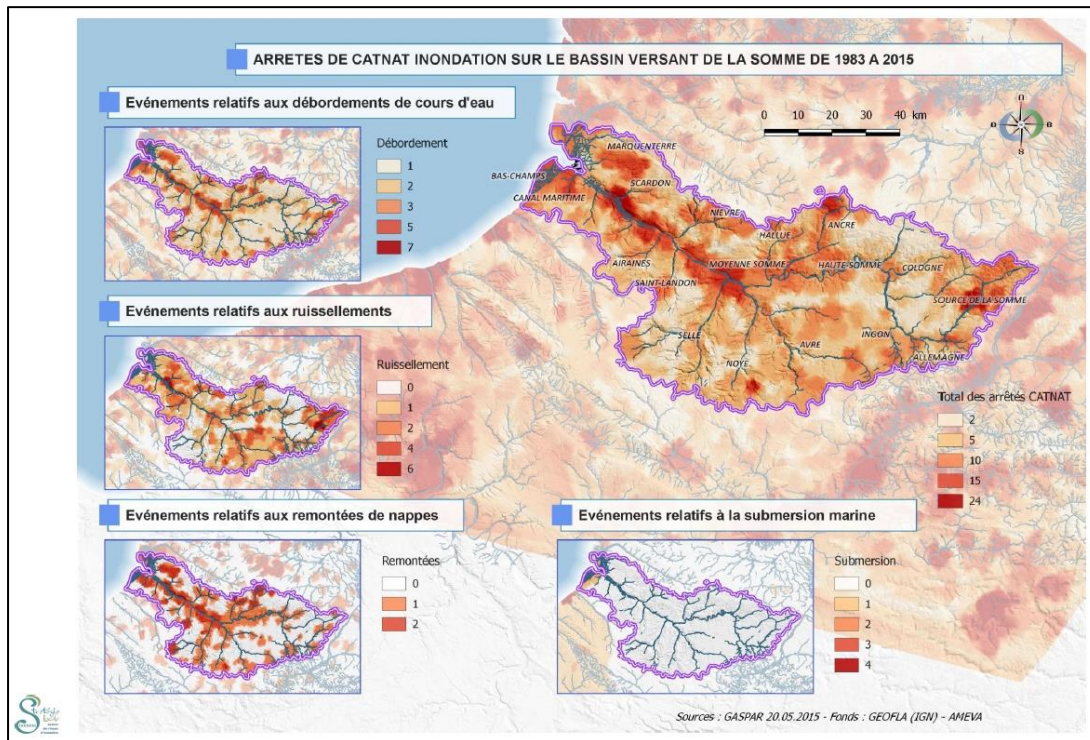 ARRETES DE CATNAT INONDATION SUR LE BASSIN VERSANT DE LA SOMME DE 1983 A 2015
Evénements relatifs aux débordements de cours d'eau
Débordement
1
2
3
5
7
0 10 20 30 40 km
MARQUENTERRE
BAS-CHAMPS
SCARDON
CANAL MARITIME
NIEVRE
ANCRE
HALLUE
AIRAINES
MOYENNE SOMME
HAUTE-SOMME
COLOGNE
SAINT-LANDON
SOURCE DE LA SOMME
SELLE
INGON
AVRE
ALLEMAGNE
NOYE
Evénements relatifs aux ruissellements
Ruissellement
0
1
2
4
6
Total des arrêtés CATNAT
2
5
10
15
24
Evénements relatifs aux remontées de nappes
Remontées
0
1
2
Evénements relatifs à la submersion marine
Submersion
0
1
2
3
4
Sources : GASPAR 20.05.2015 - Fonds : GEOFLA (IGN) - AMEVA